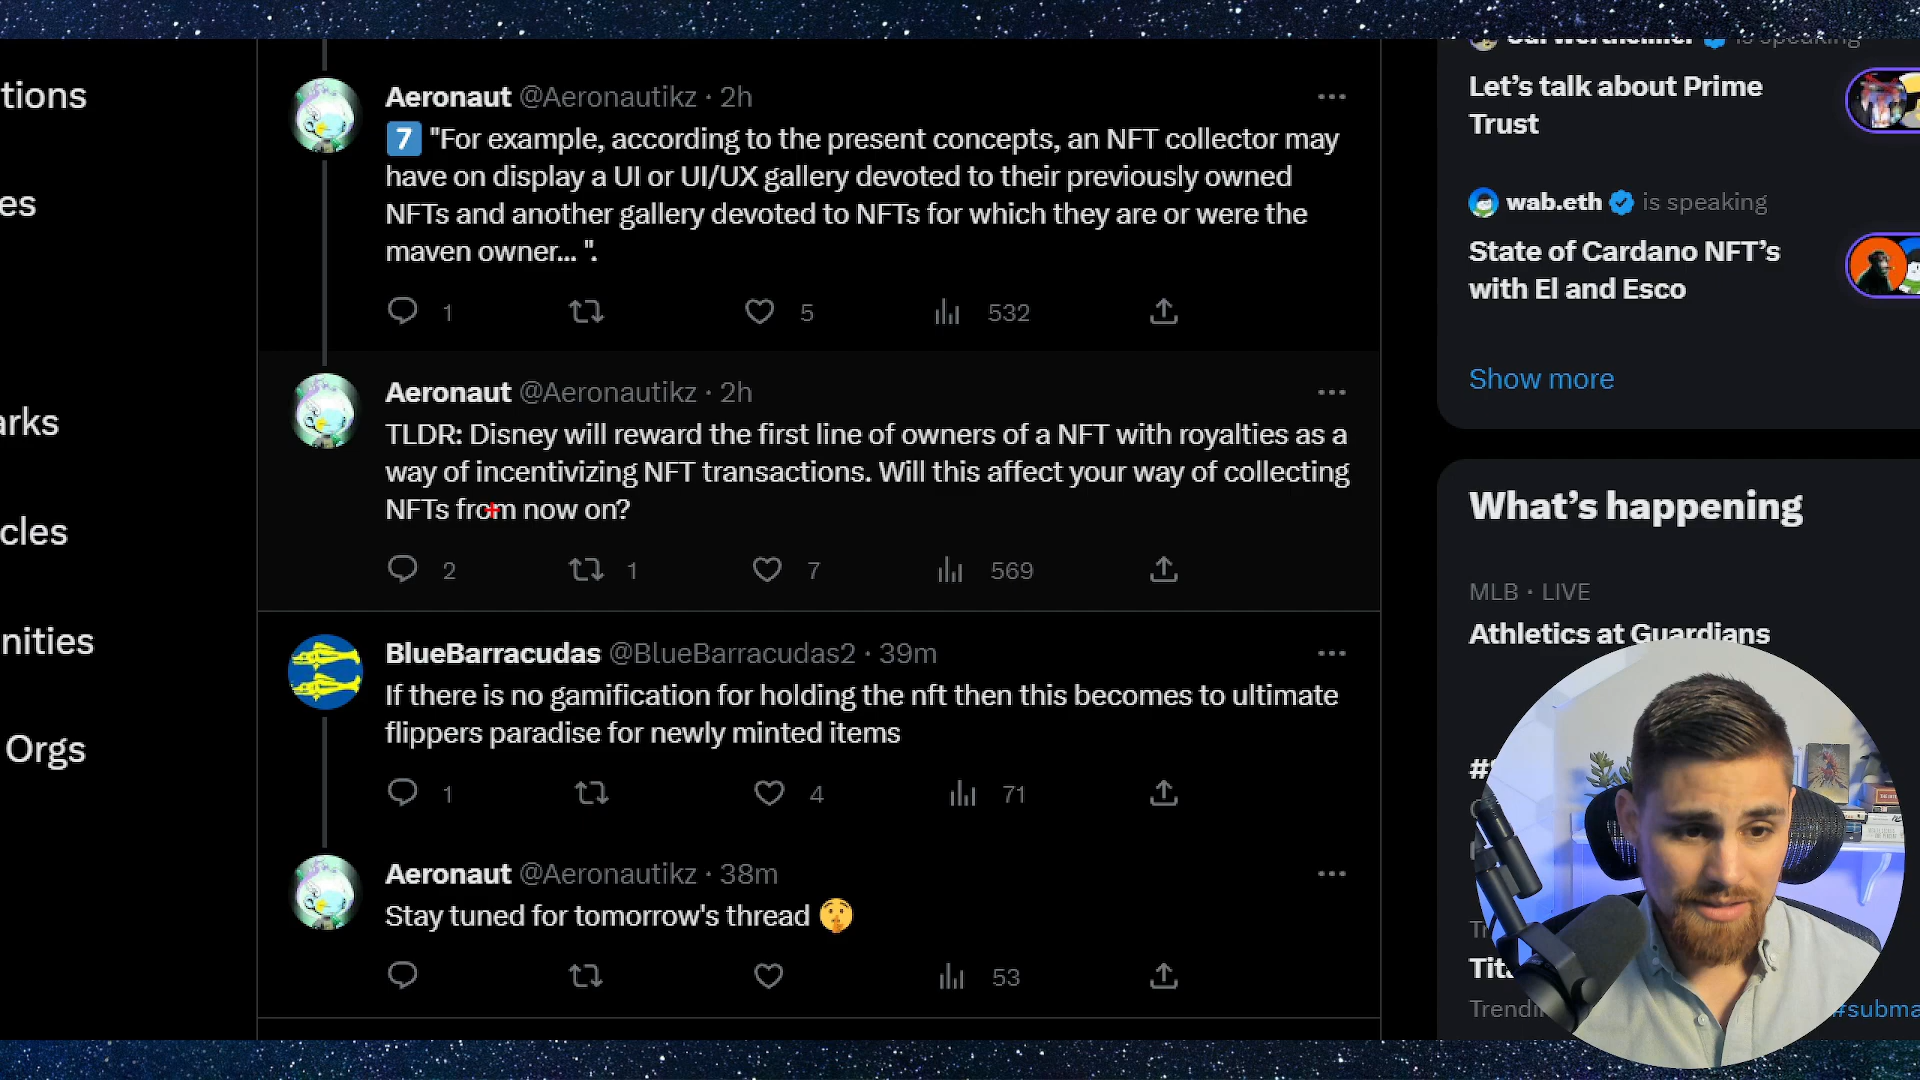 tions
es
arks
cles
nities
Orgs
Aeronaut @Aeronautikz · 2h
7 "For example, according to the present concepts, an NFT collector may
have on display a UI or UI/UX gallery devoted to their previously owned
NFTs and another gallery devoted to NFTs for which they are or were the
maven owner... ".
1 5 532
Aeronaut @Aeronautikz · 2h
TLDR: Disney will reward the first line of owners of a NFT with royalties as a
way of incentivizing NFT transactions. Will this affect your way of collecting
NFTs from now on?
2 1 7 569
BlueBarracudas @BlueBarracudas2 · 39m
If there is no gamification for holding the nft then this becomes to ultimate
flippers paradise for newly minted items
1 4 71
Aeronaut @Aeronautikz · 38m
Stay tuned for tomorrow's thread 🤫
53
is speaking
Let's talk about Prime
Trust
wab.eth is speaking
State of Cardano NFT's
with El and Esco
Show more
What's happening
MLB · LIVE
Athletics at Guardians
#
Tit
Trendi
#subma